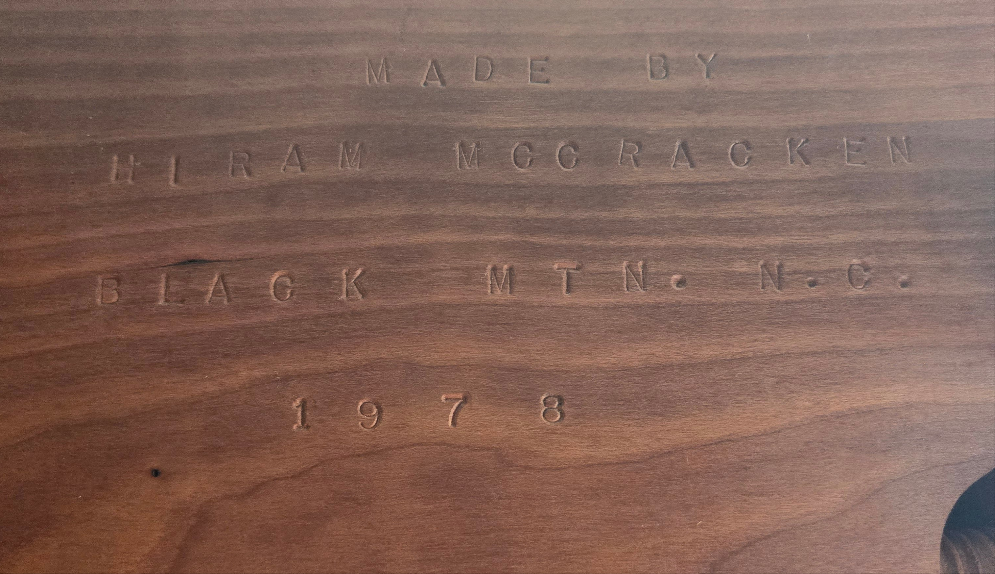 MADE BY
HIRAM MCCRACKEN
BLACK MTN. N.C.
1978